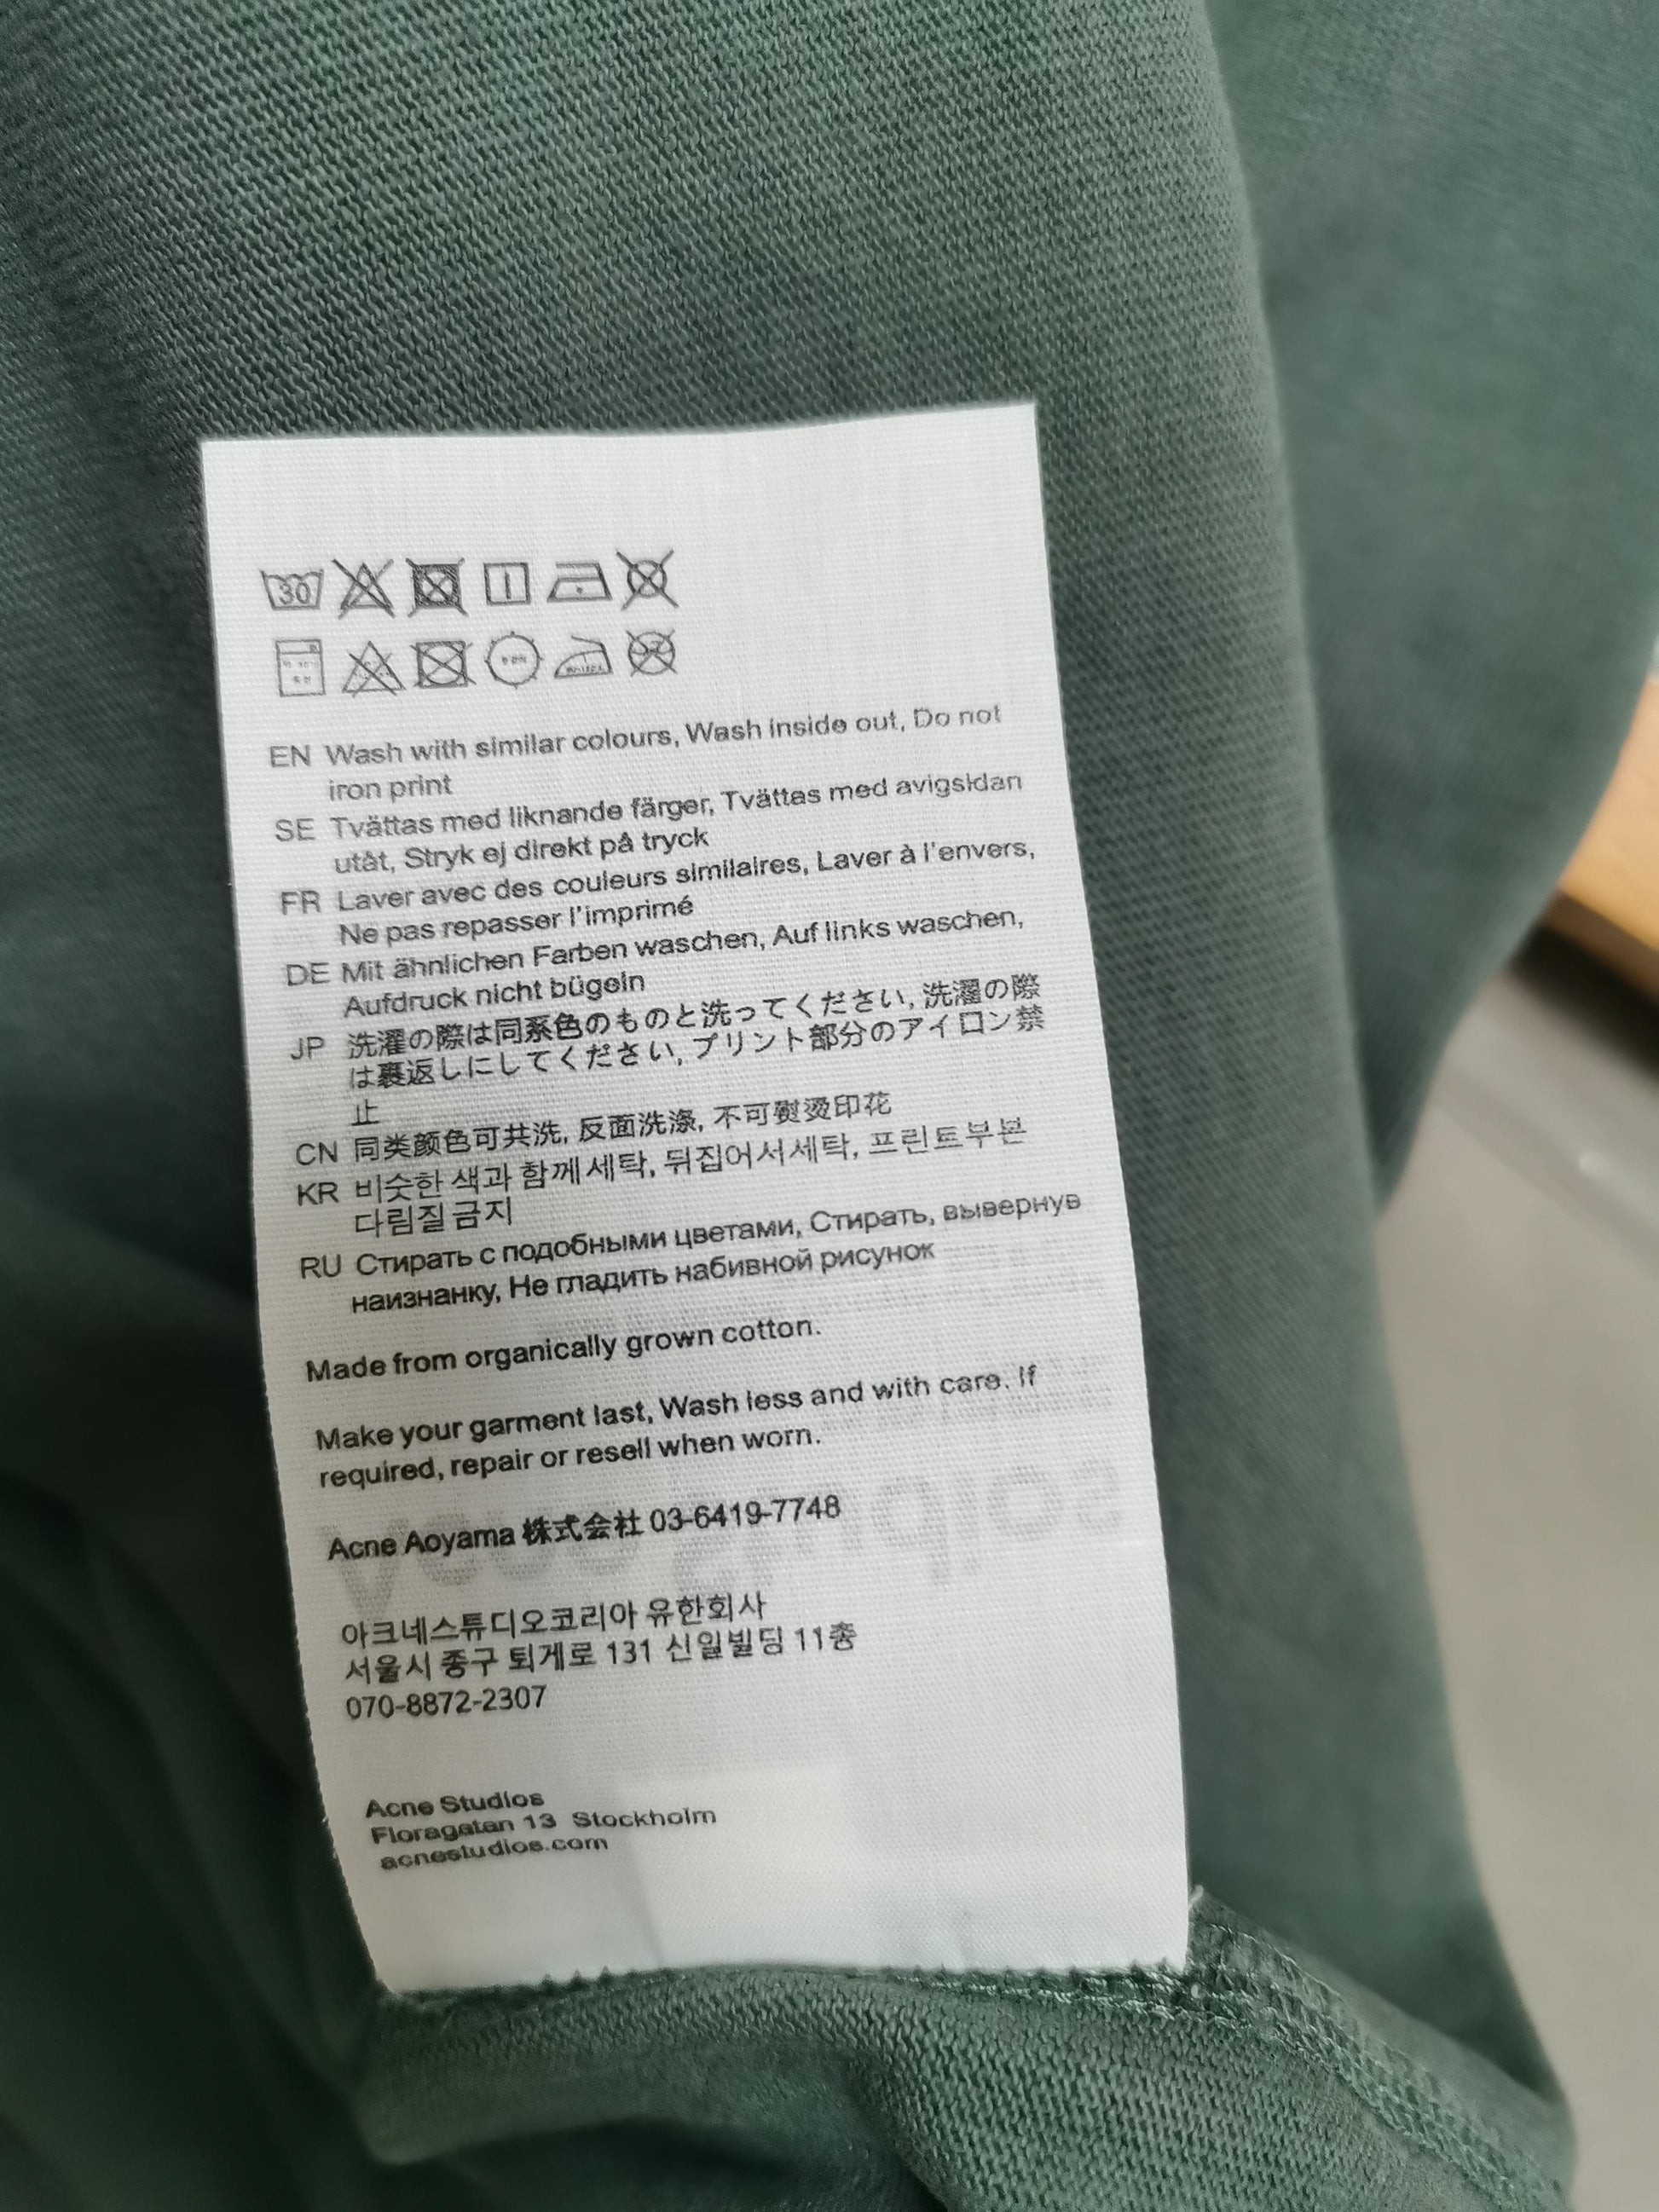 30
EN Wash with similar colours, Wash inside out, Do not
iron print
SE Tvättas med liknande färger, Tvättas med avigsidan
utåt, Stryk ej direkt på tryck
FR Laver avec des couleurs similaires, Laver à l'envers,
Ne pas repasser l'imprimé
DE Mit ähnlichen Farben waschen, Auf links waschen,
Aufdruck nicht bügeln
JP 洗濯の際は同系色のものと洗ってください, 洗濯の際
は裏返しにしてください, プリント部分のアイロン禁
止
CN 同类颜色可共洗, 反面洗涤, 不可熨烫印花
KR 비슷한 색과 함께 세탁, 뒤집어서 세탁, 프린트부본
다림질 금지
RU Стирать с подобными цветами, Стирать, вывернув
наизнанку, Не гладить набивной рисунок
Made from organically grown cotton.
Make your garment last, Wash less and with care. If
required, repair or resell when worn.
Acne Aoyama 株式会社 03-6419-7748
아크네스튜디오코리아 유한회사
서울시 중구 퇴게로 131 신일빌딩 11층
070-8872-2307
Acne Studios
Floragatan 13 Stockholm
acnestudios.com